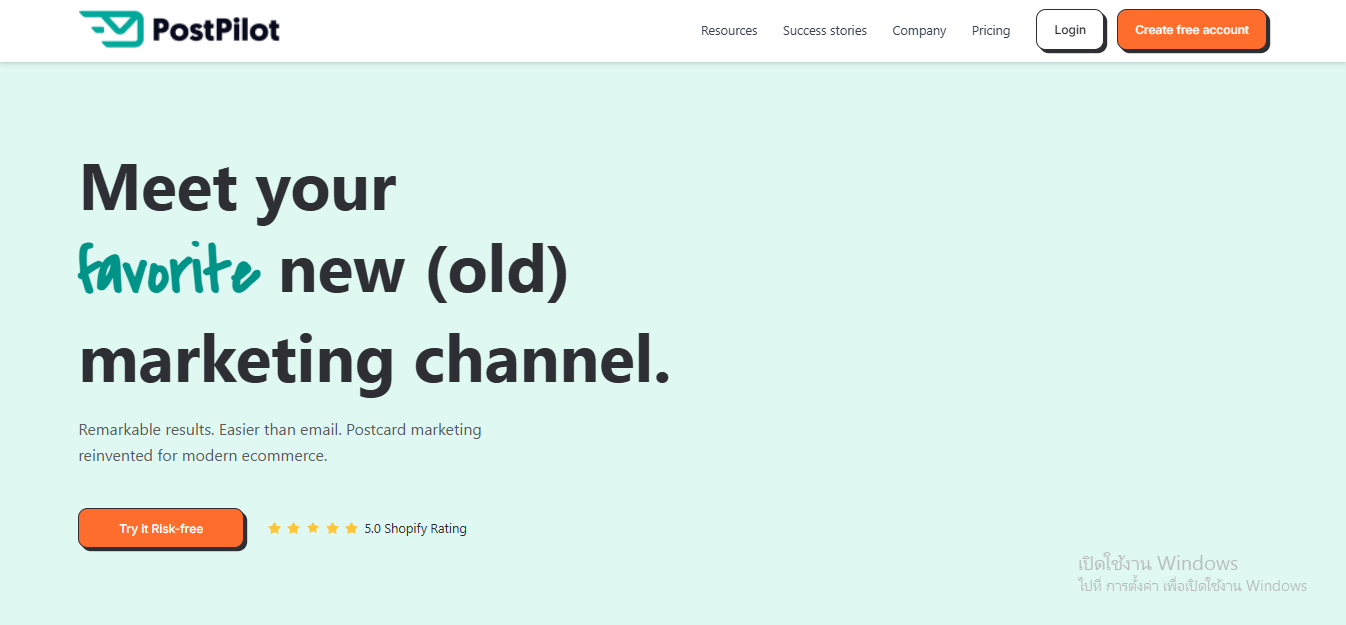 PostPilot
Resources Success stories Company Pricing Login Create free account
Meet your
favorite new (old)
marketing channel.
Remarkable results. Easier than email. Postcard marketing
reinvented for modern ecommerce.
Try it Risk-free 5.0 Shopify Rating
เปิดใช้งาน Windows
ไปที่ การตั้งค่า เพื่อเปิดใช้งาน Windows